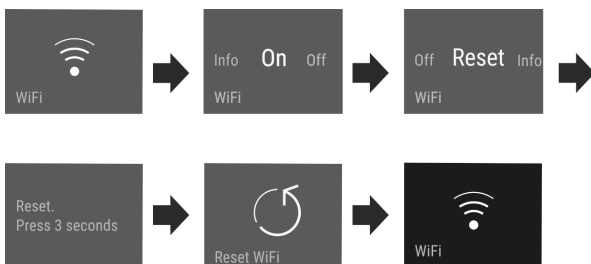 WiFi
Info On Off
WiFi
Off Reset Info
WiFi
Reset.
Press 3 seconds
Reset WiFi
WiFi